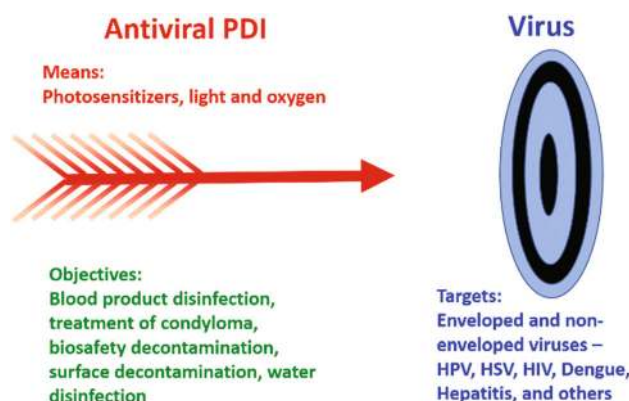 Antiviral PDI
Means:
Photosensitizers, light and oxygen
Objectives:
Blood product disinfection,
treatment of condyloma,
biosafety decontamination,
surface decontamination, water
disinfection
Virus
Targets:
Enveloped and non-
enveloped viruses –
HPV, HSV, HIV, Dengue,
Hepatitis, and others